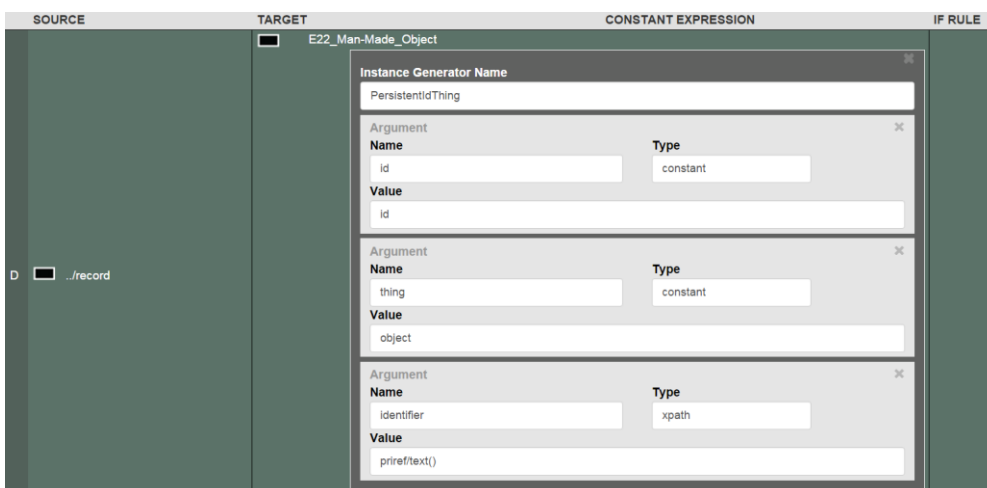 SOURCE TARGET CONSTANT EXPRESSION IF RULE
E22_Man-Made_Object
Instance Generator Name
PersistentIdThing
Argument
Name Type
id constant
Value
id
Argument
Name Type
D ../record
thing constant
Value
object
Argument
Name Type
identifier xpath
Value
priref/text()